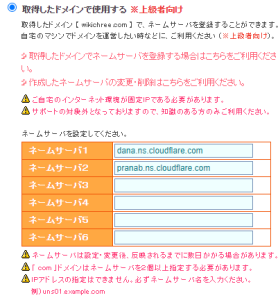 取得したドメインで使用する ※上級者向け
取得したドメイン【 mikichree.com 】で、ネームサーバを登録することができます。
自宅のマシンでドメインを運営したい時などに、ご利用ください(※上級者向け)。
取得したドメインでネームサーバを登録する場合はこちらをご利用ください。
作成したネームサーバの変更・削除はこちらをご利用ください。
ご自宅のインターネット環境が固定IPである必要があります。
サポートの対象外となっておりますので、知識のある方のみご利用ください。
ネームサーバを設定してください。
ネームサーバ1 dana.ns.cloudflare.com
ネームサーバ2 pranab.ns.cloudflare.com
ネームサーバ3
ネームサーバ4
ネームサーバ5
ネームサーバ6
ネームサーバは設定・変更後、反映されるまでに数日かかる場合があります。
[ com ]ドメインはネームサーバを2個以上指定する必要があります。
IPアドレスの指定はできません。必ずネームサーバ名を入力ください。
例) uns01.example.com